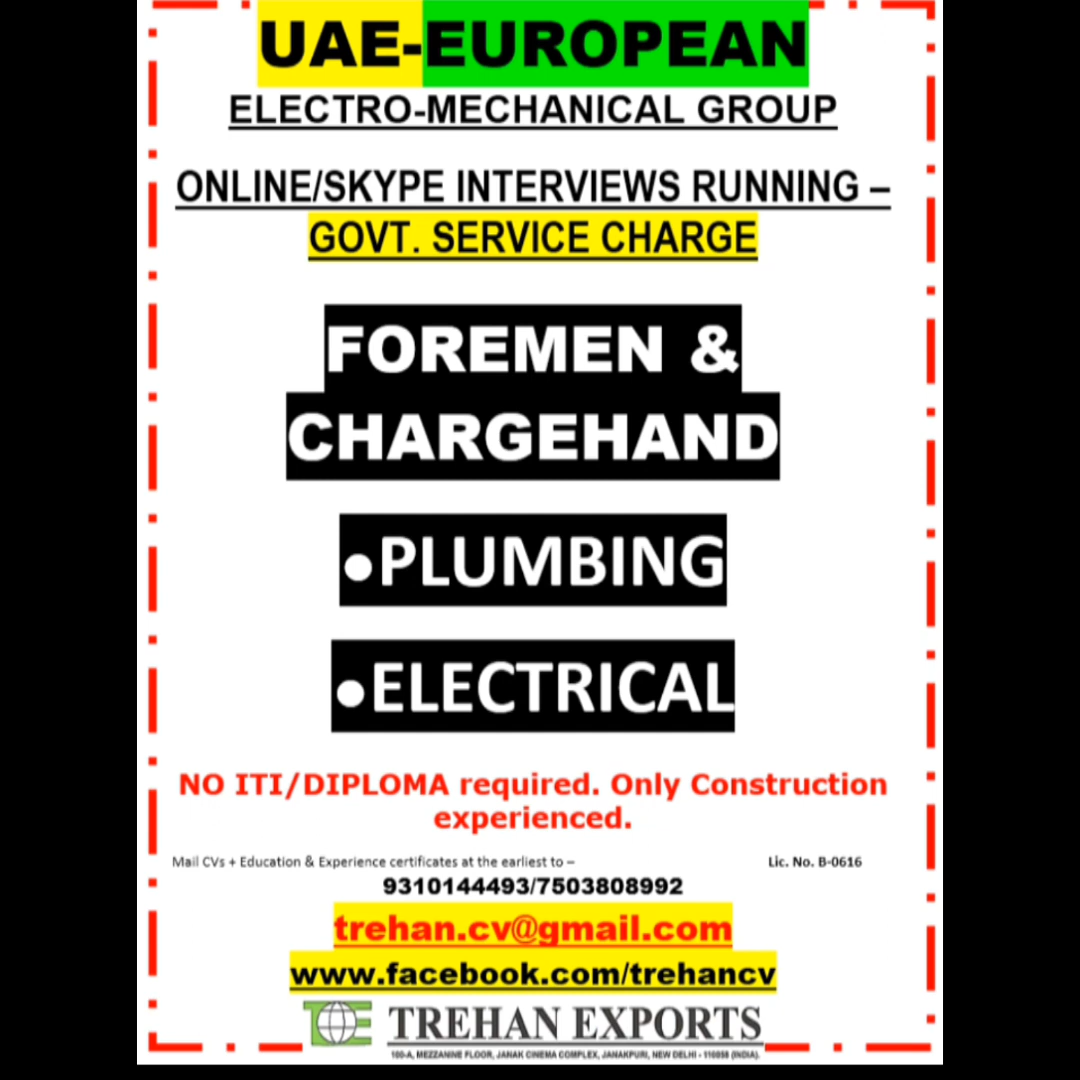 UAE-EUROPEAN
ELECTRO-MECHANICAL GROUP
ONLINE/SKYPE INTERVIEWS RUNNING –
GOVT. SERVICE CHARGE
FOREMEN &
CHARGEHAND
•PLUMBING
•ELECTRICAL
NO ITI/DIPLOMA required. Only Construction
experienced.
Mail CVs + Education & Experience certificates at the earliest to – Lic. No. B-0616
9310144493/7503808992
trehan.cv@gmail.com
www.facebook.com/trehancv
TE TREHAN EXPORTS
100-A, MEZZANINE FLOOR, JANAK CINEMA COMPLEX, JANAKPURI, NEW DELHI - 110058 (INDIA).